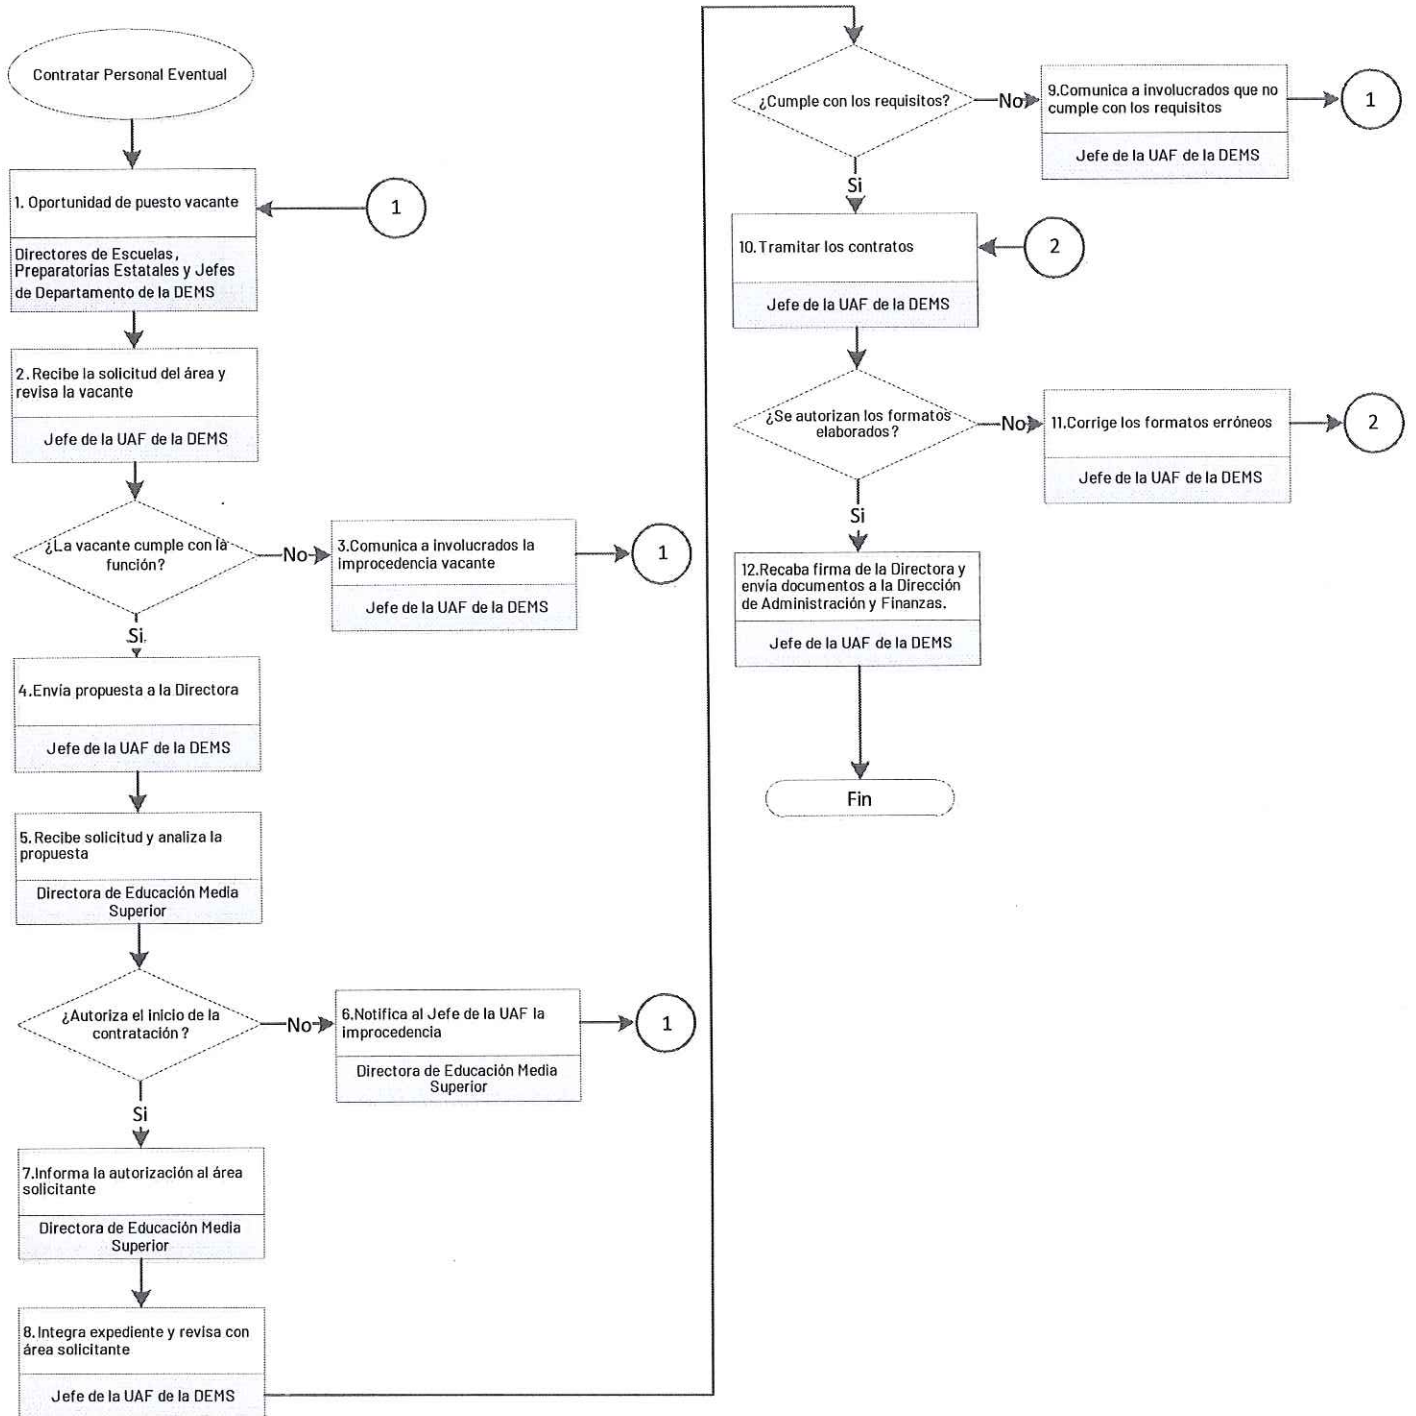 Contratar Personal Eventual
1. Oportunidad de puesto vacante
1
Directores de Escuelas,
Preparatorias Estatales y Jefes
de Departamento de la DEMS
2. Recibe la solicitud del área y
revisa la vacante
Jefe de la UAF de la DEMS
¿La vacante cumple con la
función?
No
3.Comunica a involucrados la
improcedencia vacante
Jefe de la UAF de la DEMS
1
Si
4.Envía propuesta a la Directora
Jefe de la UAF de la DEMS
5. Recibe solicitud y analiza la
propuesta
Directora de Educación Media
Superior
¿Autoriza el inicio de la
contratación?
No
6.Notifica al Jefe de la UAF la
improcedencia
Directora de Educación Media
Superior
1
Si
7.Informa la autorización al área
solicitante
Directora de Educación Media
Superior
8. Integra expediente y revisa con
área solicitante
Jefe de la UAF de la DEMS
¿Cumple con los requisitos?
No
9.Comunica a involucrados que no
cumple con los requisitos
Jefe de la UAF de la DEMS
1
Si
10. Tramitar los contratos
Jefe de la UAF de la DEMS
2
¿Se autorizan los formatos
elaborados?
No
11.Corrige los formatos erróneos
Jefe de la UAF de la DEMS
2
Si
12.Recaba firma de la Directora y
envía documentos a la Dirección
de Administración y Finanzas.
Jefe de la UAF de la DEMS
Fin